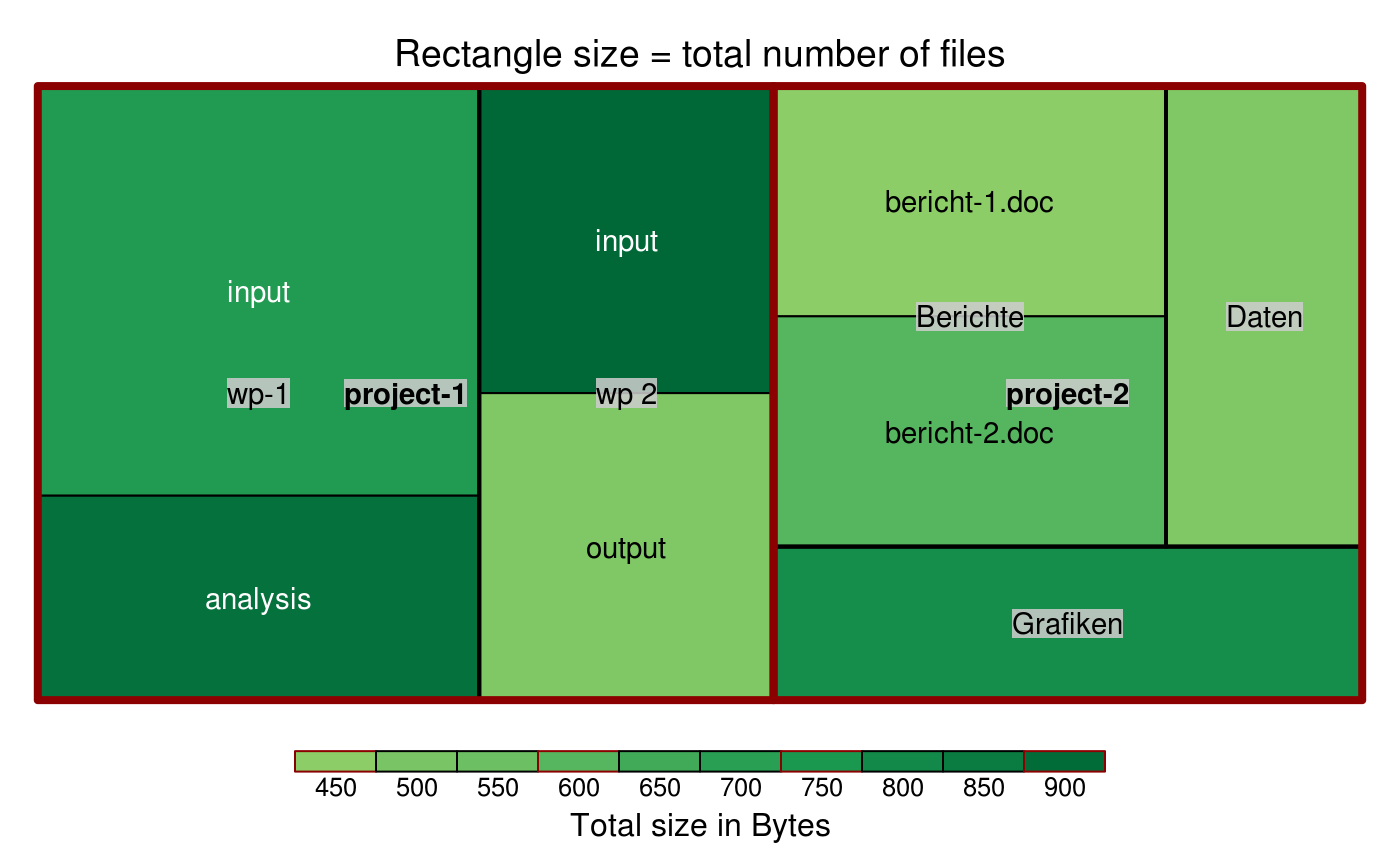 Rectangle size = total number of files
input
wp-1
project-1
analysis
input
wp 2
output
bericht-1.doc
Berichte
project-2
bericht-2.doc
Daten
Grafiken
450 500 550 600 650 700 750 800 850 900
Total size in Bytes